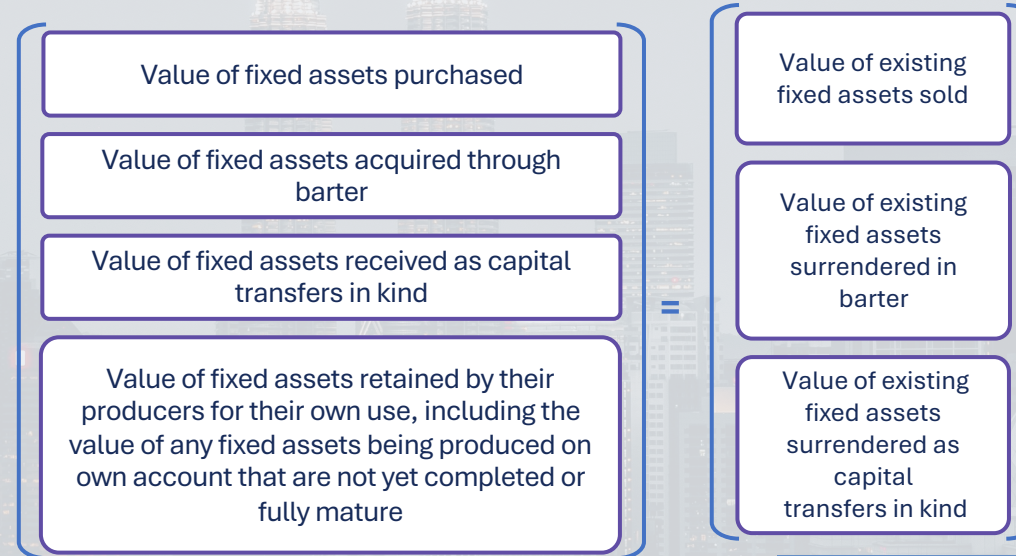 Value of fixed assets purchased
Value of fixed assets acquired through
barter
Value of fixed assets received as capital
transfers in kind
Value of fixed assets retained by their
producers for their own use, including the
value of any fixed assets being produced on
own account that are not yet completed or
fully mature
=
Value of existing
fixed assets sold
Value of existing
fixed assets
surrendered in
barter
Value of existing
fixed assets
surrendered as
capital
transfers in kind